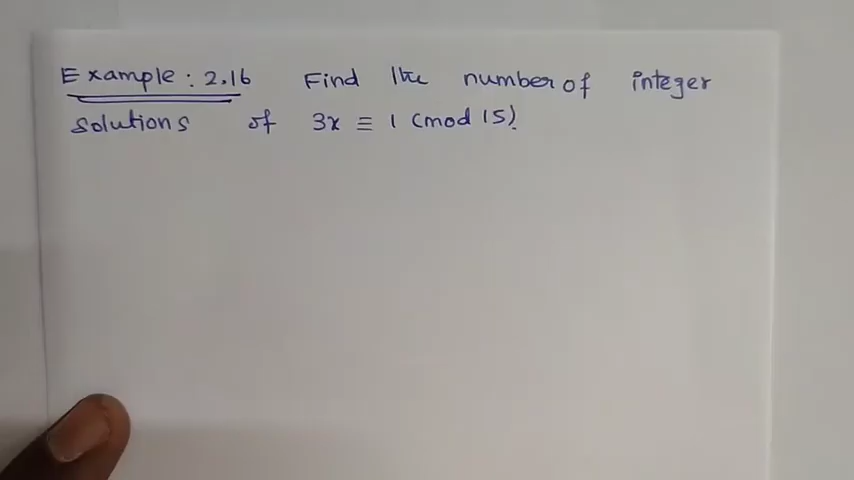 Example: 2.16 Find the number of integer
solutions of 3x ≡ 1 (mod 15).